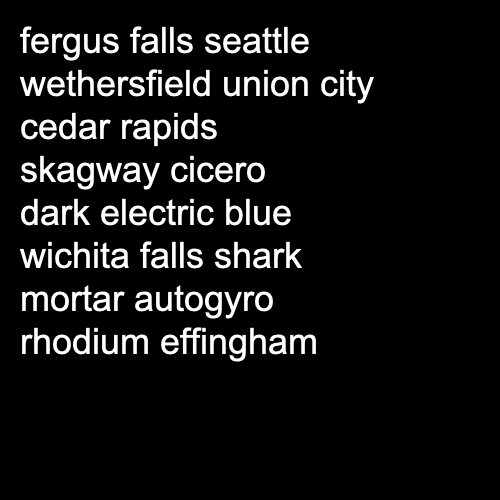 fergus falls seattle
wethersfield union city
cedar rapids
skagway cicero
dark electric blue
wichita falls shark
mortar autogyro
rhodium effingham